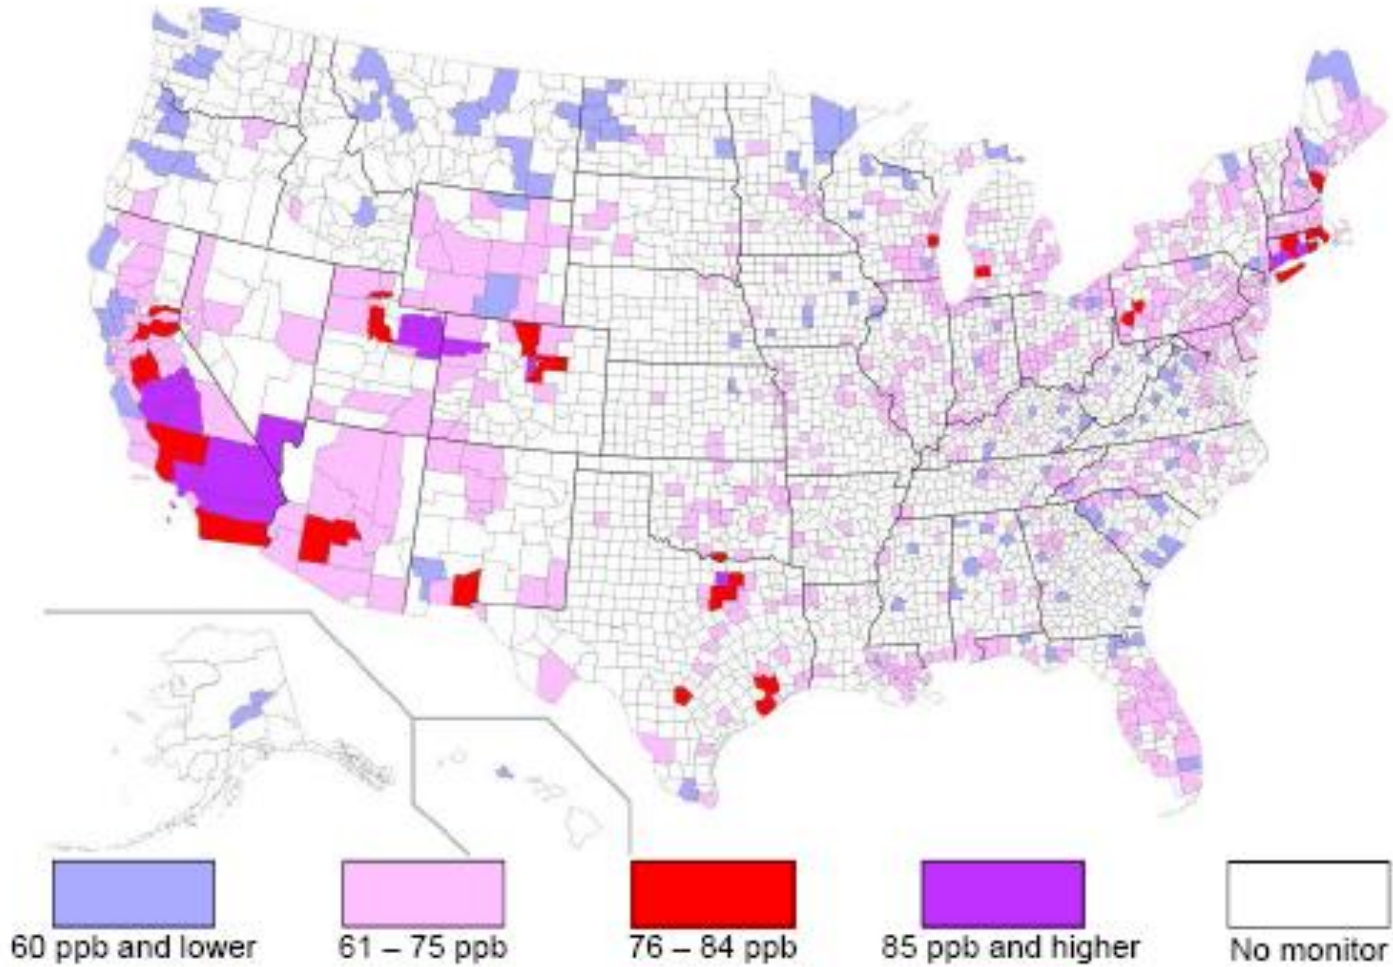 60 ppb and lower
61 – 75 ppb
76 – 84 ppb
85 ppb and higher
No monitor